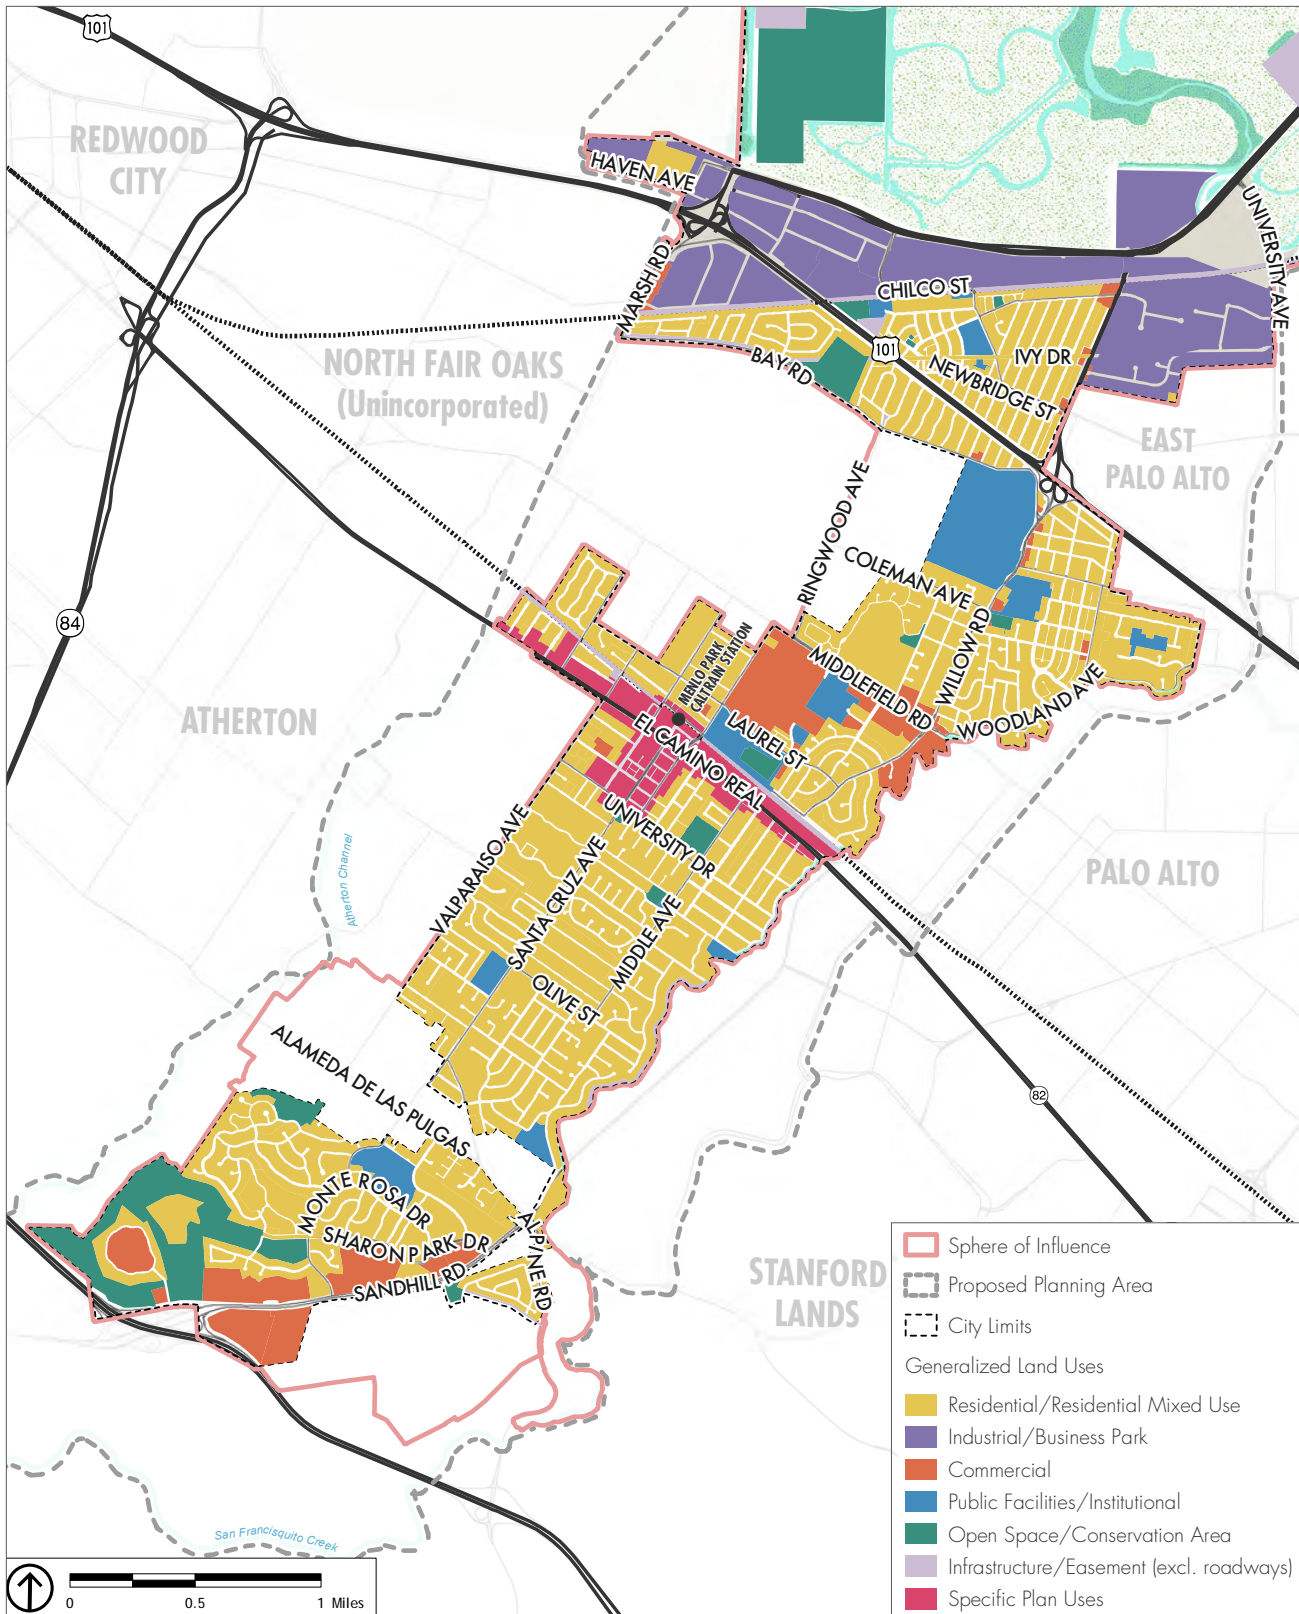 101
REDWOOD
CITY
HAVEN AVE
UNIVERSITY AVE
MARSH RD
CHILCO ST
101
IVY DR
NEWBRIDGE ST
BAY RD
NORTH FAIR OAKS
(Unincorporated)
EAST
PALO ALTO
RINGWOOD AVE
COLEMAN AVE
84
MENLO PARK
CALTRAIN STATION
MIDDLEFIELD RD
WILLOW RD
WOODLAND AVE
ATHERTON
LAUREL ST
EL CAMINO REAL
UNIVERSITY DR
VALPARAISO AVE
SANTA CRUZ AVE
MIDDLE AVE
PALO ALTO
Atherton Channel
OLIVE ST
ALAMEDA DE LAS PULGAS
82
MONTE ROSA DR
SHARON PARK DR
SANDHILL RD
ALPINE RD
STANFORD
LANDS
San Francisquito Creek
Sphere of Influence
Proposed Planning Area
City Limits
Generalized Land Uses
Residential/Residential Mixed Use
Industrial/Business Park
Commercial
Public Facilities/Institutional
Open Space/Conservation Area
Infrastructure/Easement (excl. roadways)
Specific Plan Uses
0 0.5 1 Miles